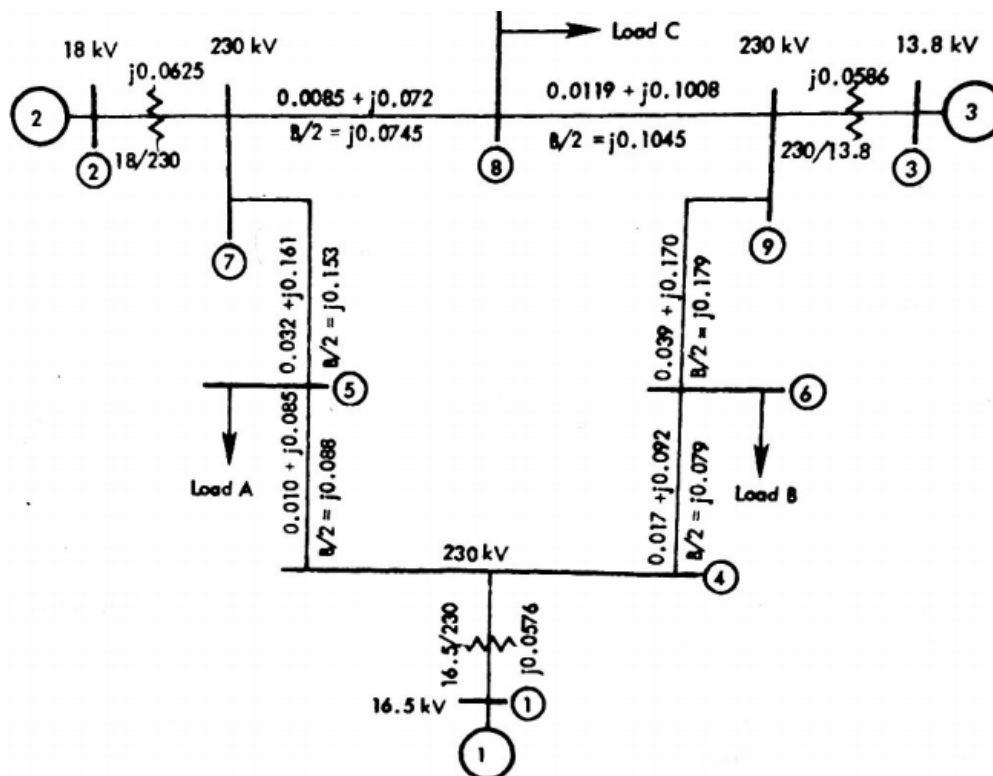 Load C
18 kV
230 kV
230 kV
13.8 kV
j0.0625
j0.0586
0.0085 + j0.072
0.0119 + j0.1008
2
3
B/2 = j0.0745
B/2 = j0.1045
18/230
230/13.8
2
8
3
7
9
0.032 +j0.161
B/2 = j0.153
0.039 + j0.170
B/2 = j0.179
5
6
Load A
0.010 + j0.085
B/2 = j0.088
0.017 +j0.092
B/2 = j0.079
Load B
230 kV
4
16.5/230
j0.0576
16.5 kV
1
1